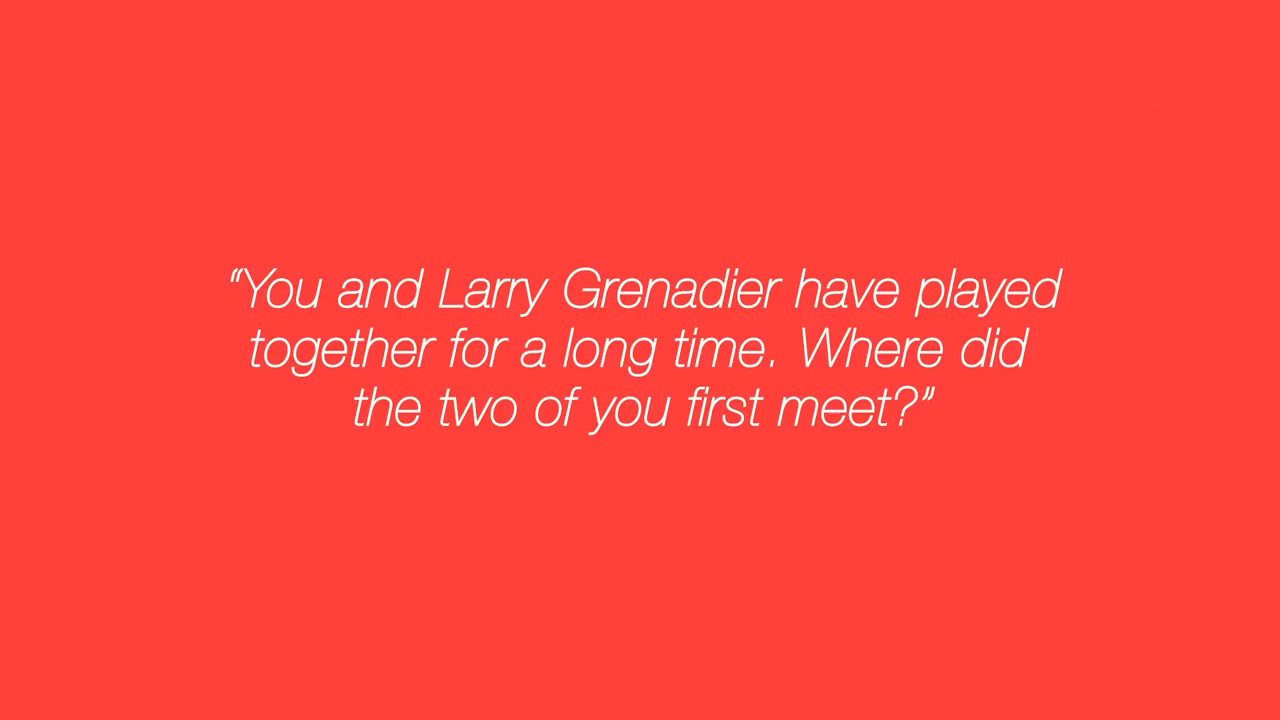 “You and Larry Grenadier have played
together for a long time. Where did
the two of you first meet?”